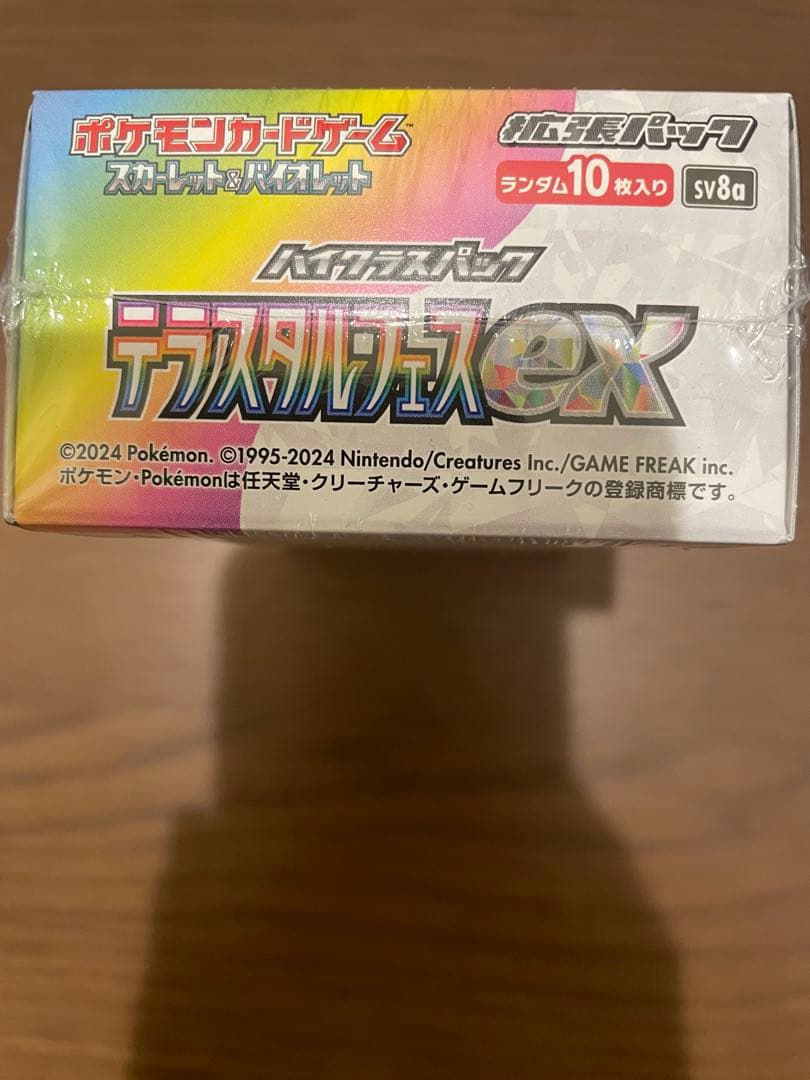 ポケモンカードゲーム™
スカーレット&バイオレット
拡張パック
ランダム10枚入り
sv8a
ハイクラスパック
テラスタルフェスex
©2024 Pokémon. ©1995-2024 Nintendo/Creatures Inc./GAME FREAK inc.
ポケモン・Pokémonは任天堂・クリーチャーズ・ゲームフリークの登録商標です。